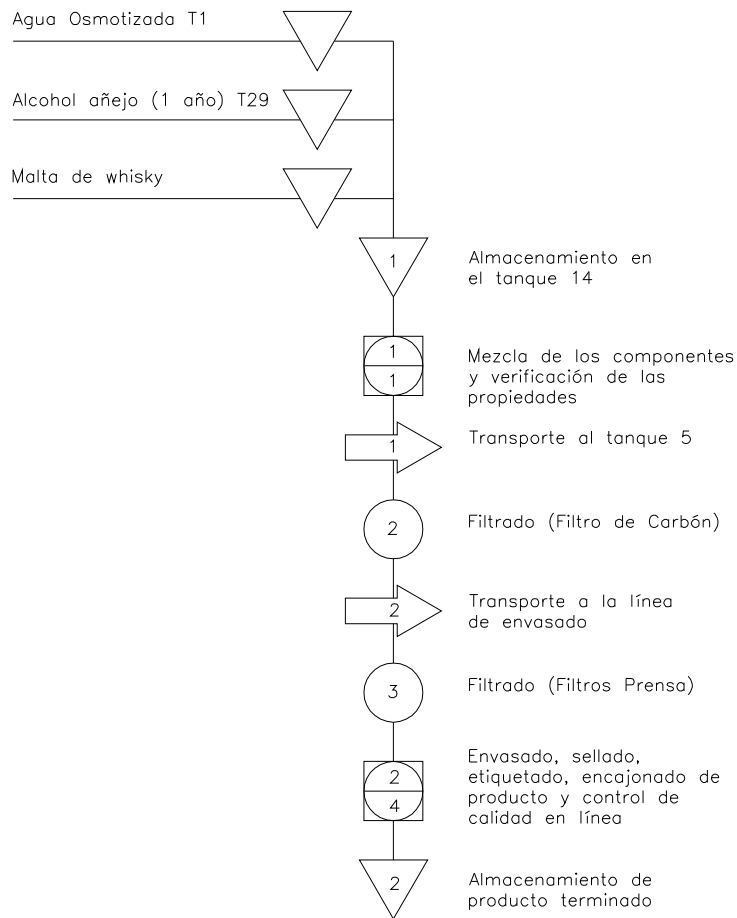 Agua Osmotizada T1
Alcohol añejo (1 año) T29
Malta de whisky
1
Almacenamiento en
el tanque 14
1
1
Mezcla de los componentes
y verificación de las
propiedades
1
Transporte al tanque 5
2
Filtrado (Filtro de Carbón)
2
Transporte a la línea
de envasado
3
Filtrado (Filtros Prensa)
2
4
Envasado, sellado,
etiquetado, encajonado de
producto y control de
calidad en línea
2
Almacenamiento de
producto terminado